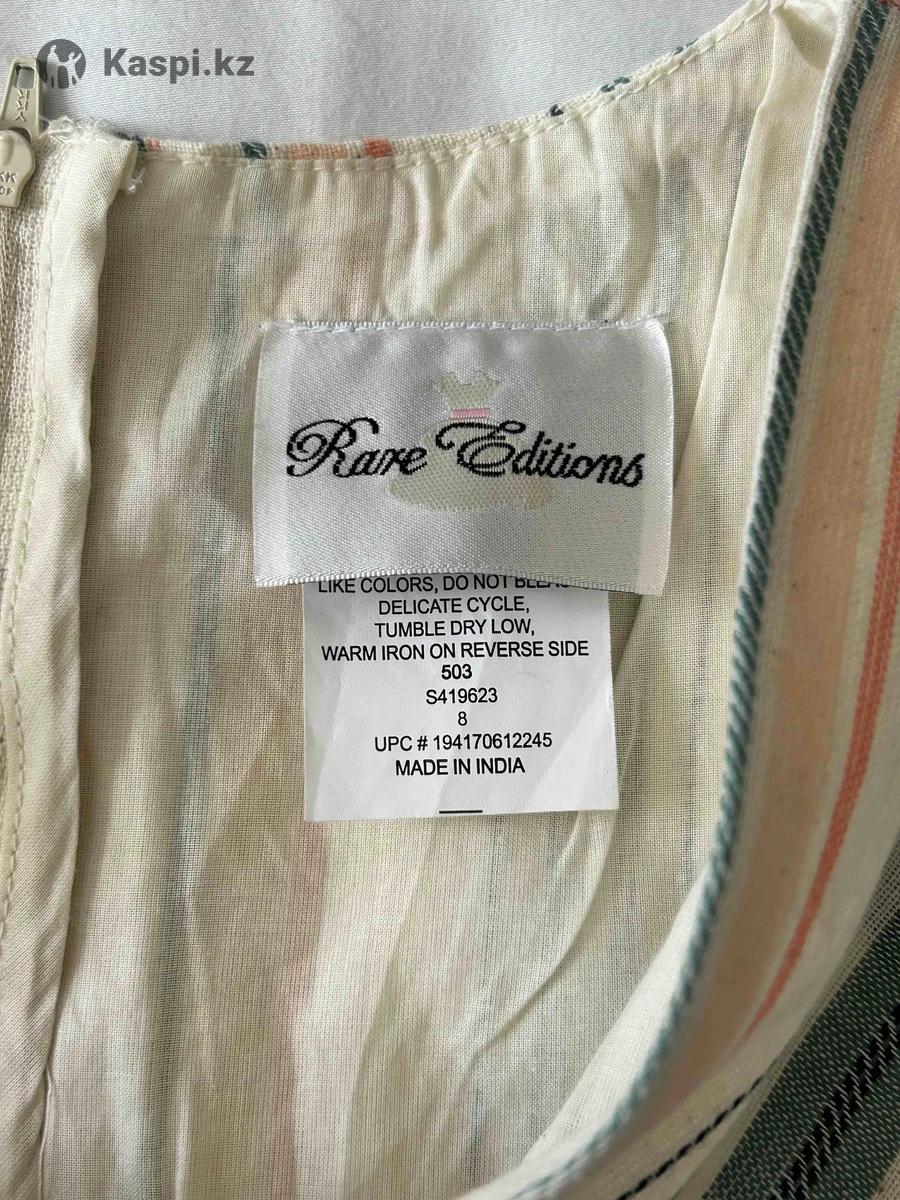 Kaspi.kz
Rare Editions
LIKE COLORS, DO NOT
DELICATE CYCLE,
TUMBLE DRY LOW,
WARM IRON ON REVERSE SIDE
503
S419623
8
UPC # 194170612245
MADE IN INDIA